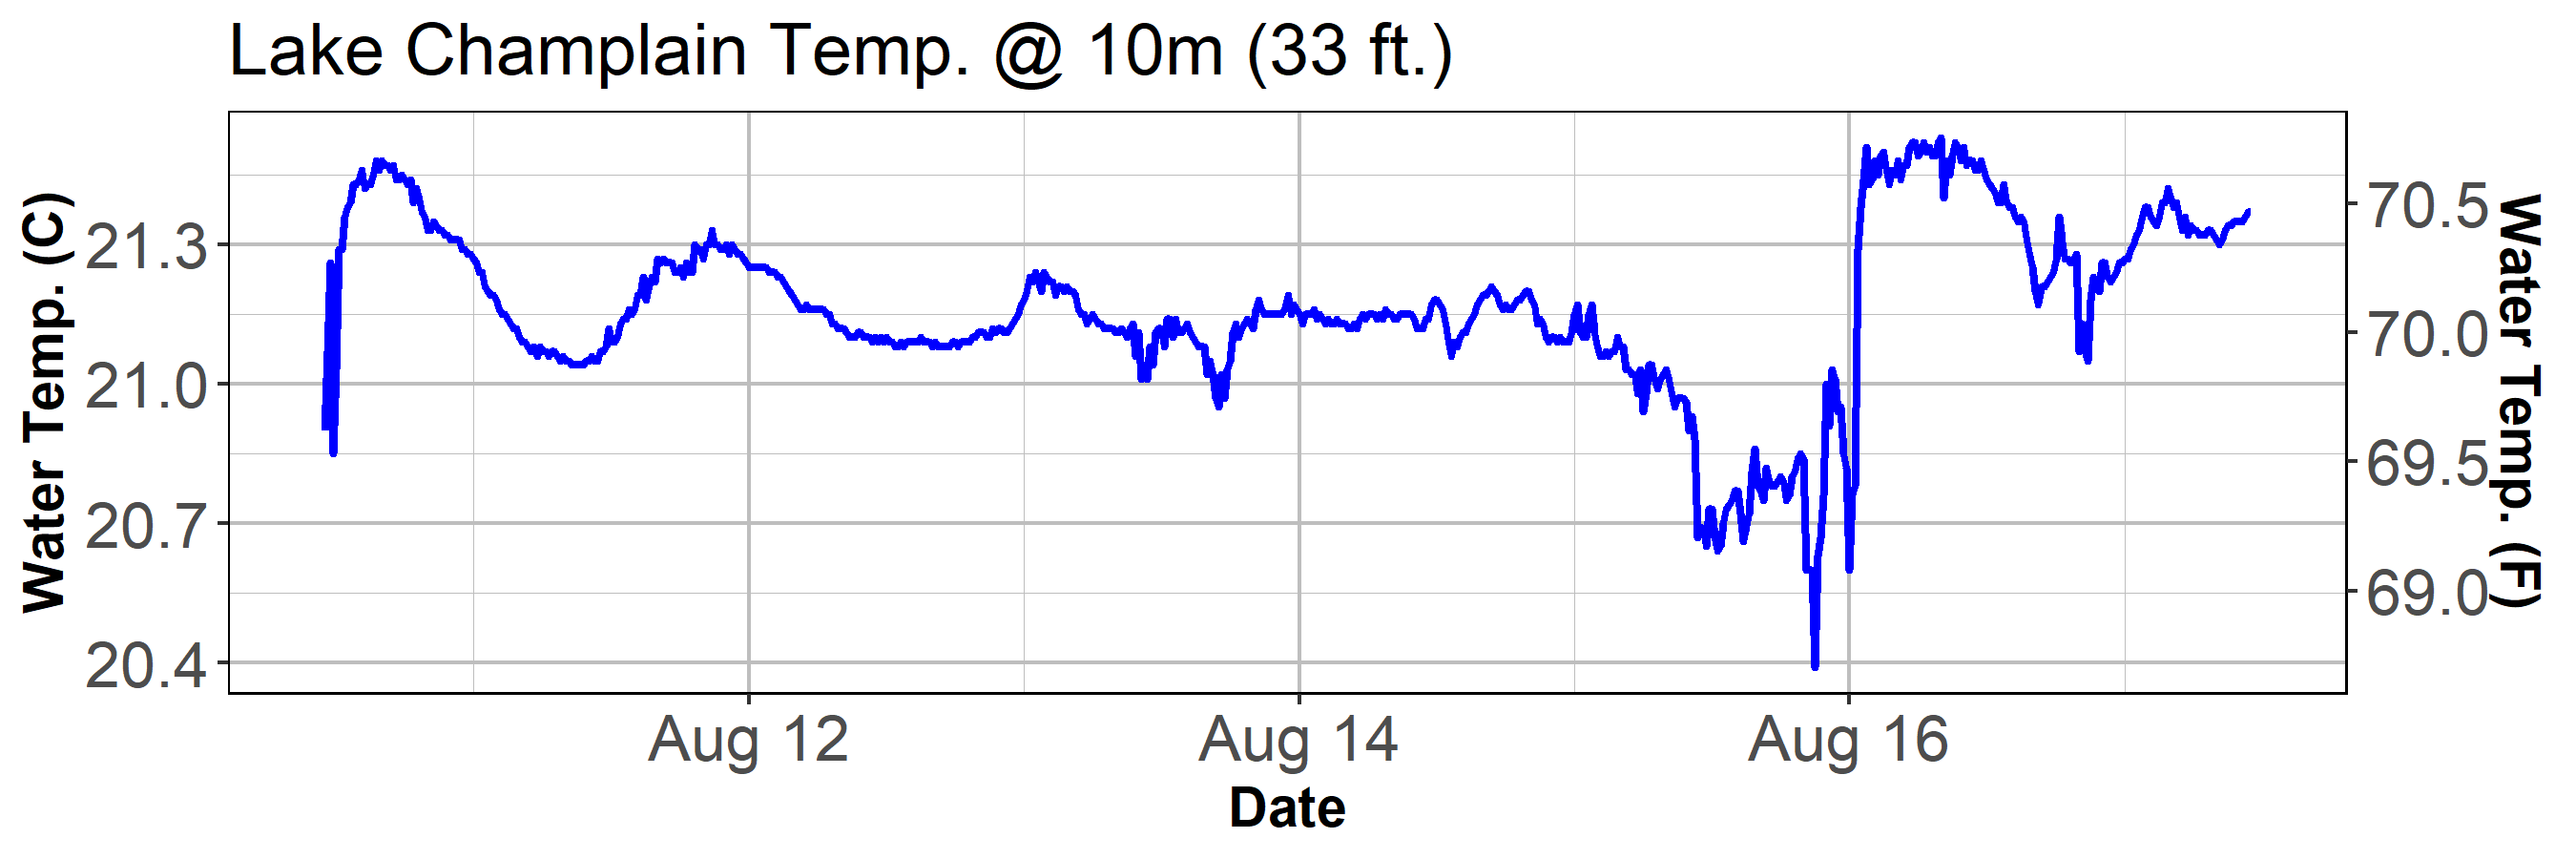 Lake Champlain Temp. @ 10m (33 ft.)
Water Temp. (C)
21.3
21.0
20.7
20.4
70.5
70.0
69.5
69.0
Water Temp. (F)
Aug 12
Aug 14
Aug 16
Date